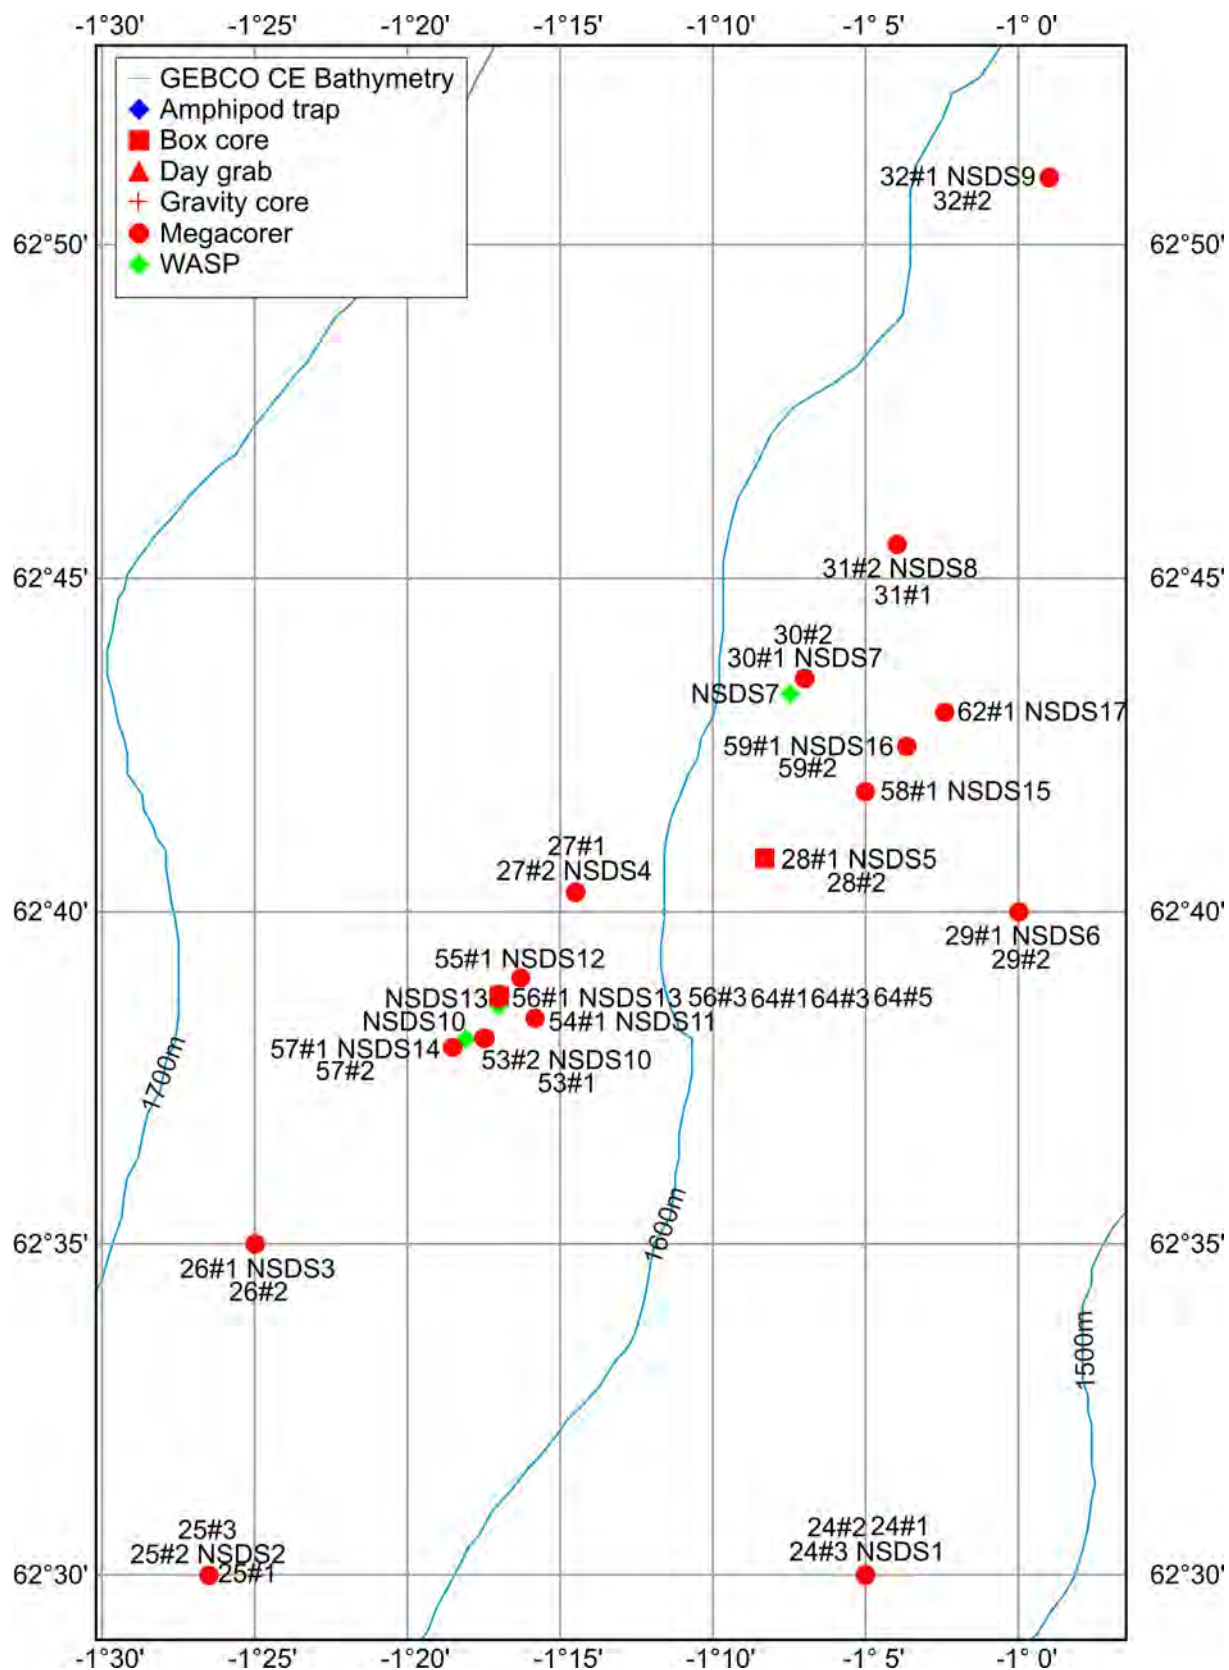 -1°30' -1°25' -1°20' -1°15' -1°10' -1°5' -1° 0'
GEBCO CE Bathymetry
Amphipod trap
Box core
Day grab
Gravity core
Megacorer
WASP
32#1 NSDS9
32#2
62°50' 62°50'
31#2 NSDS8
62°45' 62°45'
31#1
30#2
30#1 NSDS7
NSDS7
62#1 NSDS17
59#1 NSDS16
59#2
58#1 NSDS15
27#1
27#2 NSDS4
28#1 NSDS5
28#2
62°40' 62°40'
29#1 NSDS6
29#2
55#1 NSDS12
NSDS13 56#1 NSDS13 56#3 64#1 64#3 64#5
NSDS10 54#1 NSDS11
57#1 NSDS14
57#2
53#2 NSDS10
53#1
1700m
1600m
62°35' 62°35'
26#1 NSDS3
26#2
1500m
25#3
25#2 NSDS2
25#1
24#2 24#1
24#3 NSDS1
62°30' 62°30'
-1°30' -1°25' -1°20' -1°15' -1°10' -1°5' -1° 0'